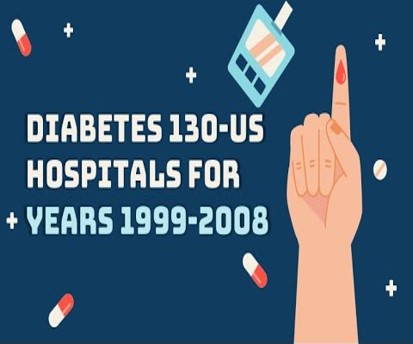 DIABETES 130-US
HOSPITALS FOR
YEARS 1999-2008